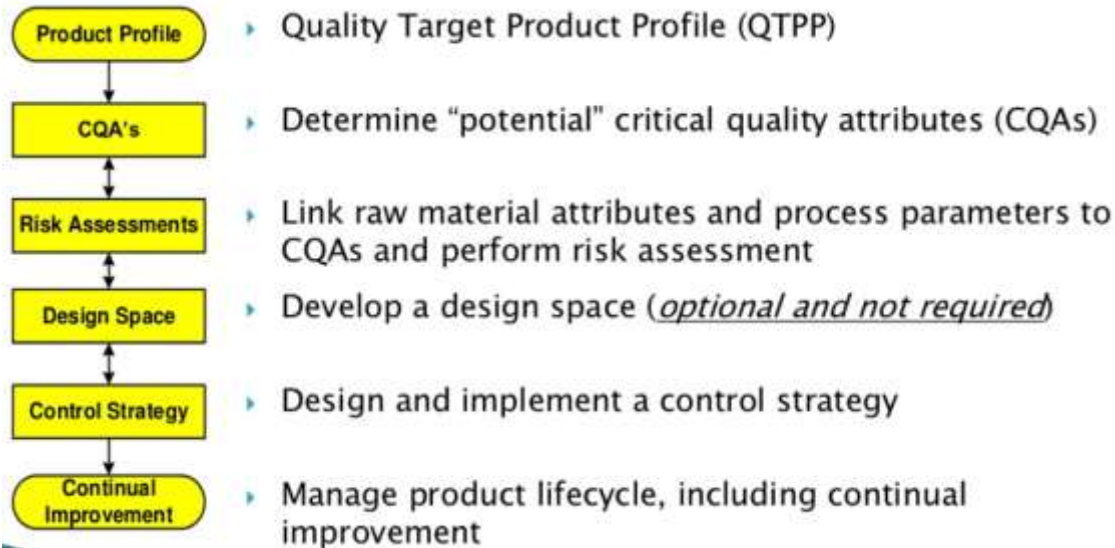 Product Profile
Quality Target Product Profile (QTPP)
CQA's
Determine “potential” critical quality attributes (CQAs)
Risk Assessments
Link raw material attributes and process parameters to
CQAs and perform risk assessment
Design Space
Develop a design space (optional and not required)
Control Strategy
Design and implement a control strategy
Continual
Improvement
Manage product lifecycle, including continual
improvement